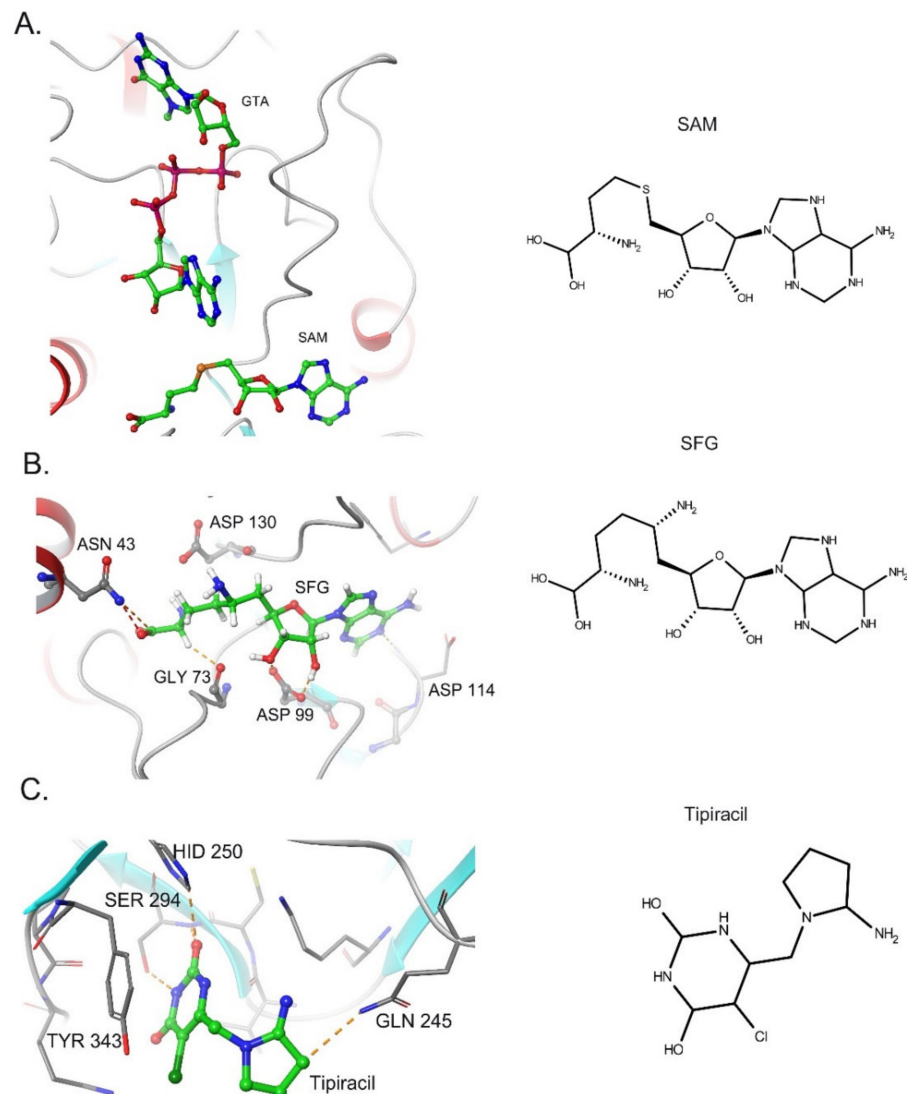 A.
GTA
SAM
SAM
HO
OH
NH2
S
O
HO
OH
N
NH
NH2
HN
NH
B.
ASN 43
ASP 130
SFG
GLY 73
ASP 99
ASP 114
SFG
NH2
HO
OH
NH2
O
HO
OH
N
NH
NH2
HN
NH
C.
HID 250
SER 294
TYR 343
GLN 245
Tipiracil
Tipiracil
HO
H
N
HN
HO
Cl
N
NH2